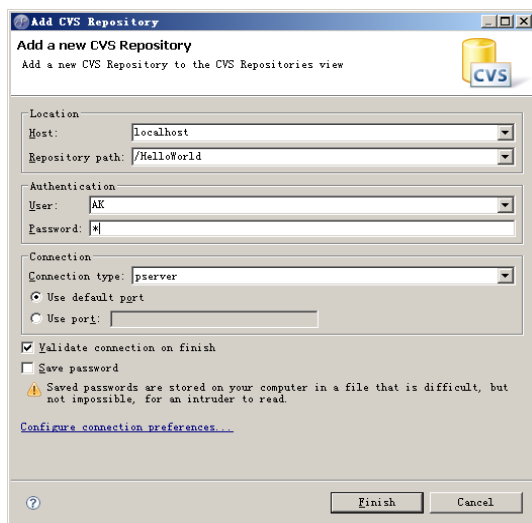 Add CVS Repository
Add a new CVS Repository
Add a new CVS Repository to the CVS Repositories view
CVS
Location
Host: localhost
Repository path: /HelloWorld
Authentication
User: AK
Password: *
Connection
Connection type: pserver
Use default port
Use port:
Validate connection on finish
Save password
Saved passwords are stored on your computer in a file that is difficult, but
not impossible, for an intruder to read.
Configure connection preferences...
?
Finish Cancel